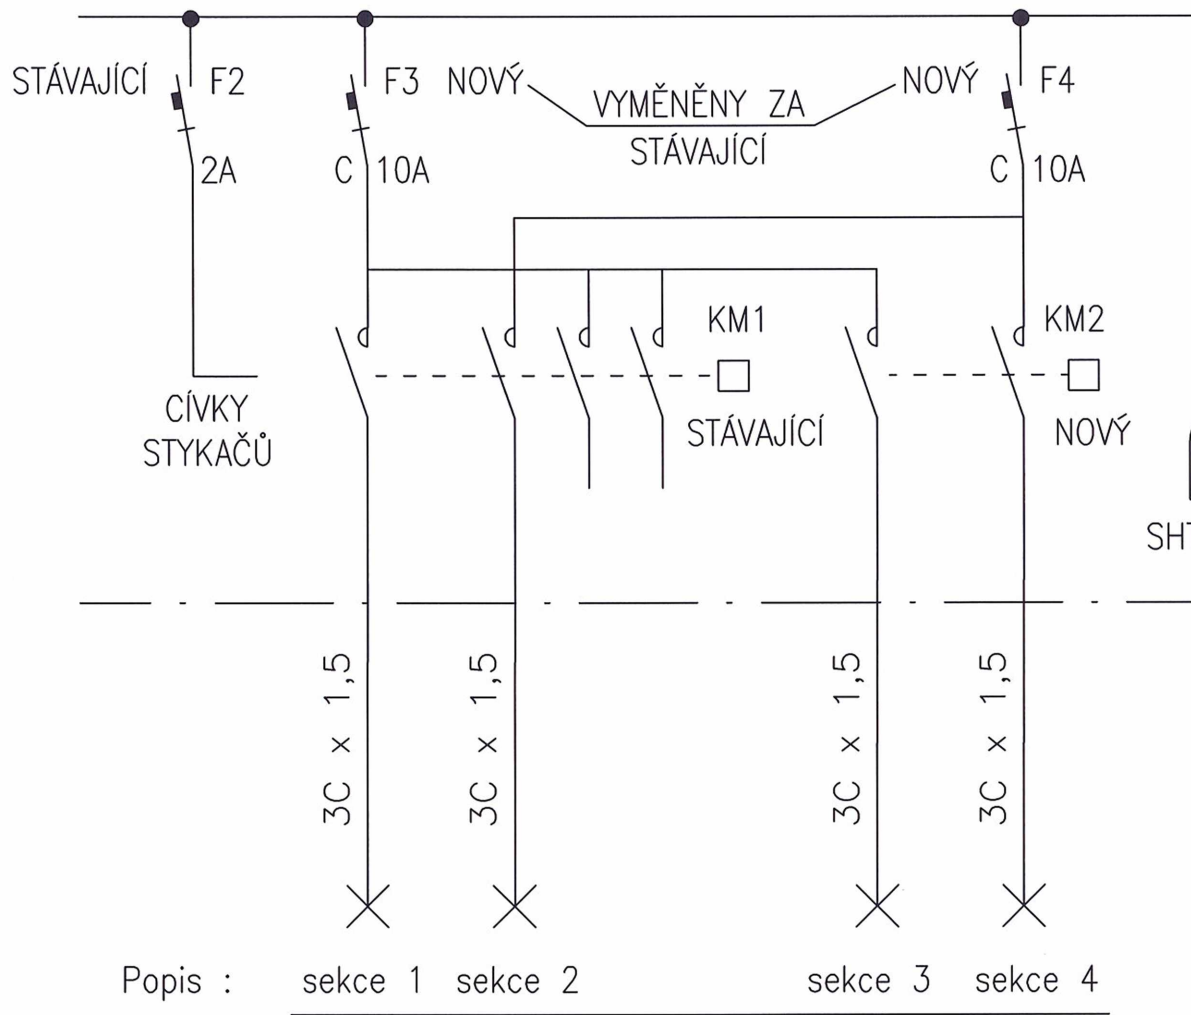 STÁVAJÍCÍ F2 F3 NOVÝ NOVÝ F4
VYMĚNĚNY ZA
STÁVAJÍCÍ
2A C 10A C 10A
KM1 KM2
CÍVKY
STYKAČŮ
STÁVAJÍCÍ NOVÝ
3C x 1,5
3C x 1,5
3C x 1,5
3C x 1,5
Popis : sekce 1 sekce 2 sekce 3 sekce 4